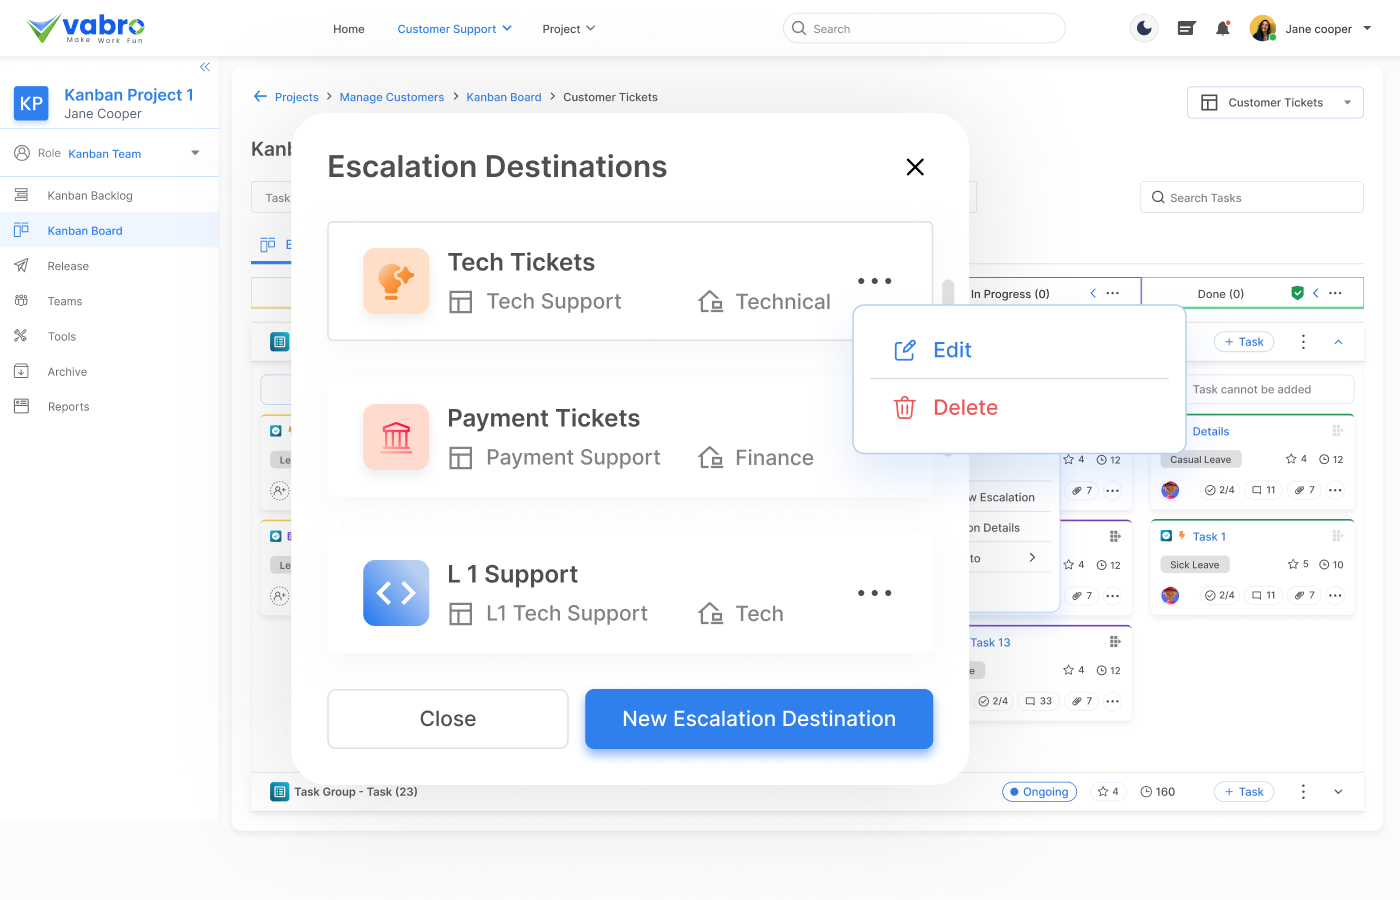 vabro
Make Work Fun
Home
Customer Support
Project
Search
Jane cooper
KP
Kanban Project 1
Jane Cooper
Role Kanban Team
Kanban Backlog
Kanban Board
Release
Teams
Tools
Archive
Reports
Projects > Manage Customers > Kanban Board > Customer Tickets
Customer Tickets
Kanb
Task
Search Tasks
In Progress (0)
Done (0)
+ Task
Task cannot be added
Escalation Destinations
Tech Tickets
Tech Support
Technical
Edit
Delete
Payment Tickets
Payment Support
Finance
L 1 Support
L1 Tech Support
Tech
Close
New Escalation Destination
Le
Le
4 12
7
w Escalation
on Details
to
4 12
7
Task 13
e
4 12
2/4 33 7
Details
Casual Leave
4 12
2/4 11 7
Task 1
Sick Leave
5 10
2/4 11 7
Task Group - Task (23)
Ongoing
4
160
+ Task